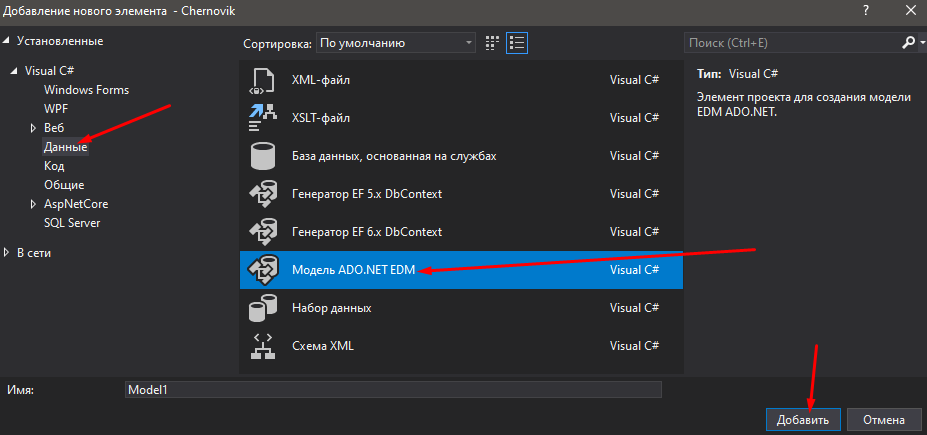 Добавление нового элемента - Chernovik
? ×
Установленные
Сортировка: По умолчанию
Поиск (Ctrl+E)
Visual C#
Windows Forms
WPF
Веб
Данные
Код
Общие
AspNetCore
SQL Server
В сети
XML-файл Visual C#
XSLT-файл Visual C#
База данных, основанная на службах Visual C#
Генератор EF 5.x DbContext Visual C#
Генератор EF 6.x DbContext Visual C#
Модель ADO.NET EDM Visual C#
Набор данных Visual C#
Схема XML Visual C#
Тип: Visual C#
Элемент проекта для создания модели
EDM ADO.NET.
Имя: Model1
Добавить Отмена